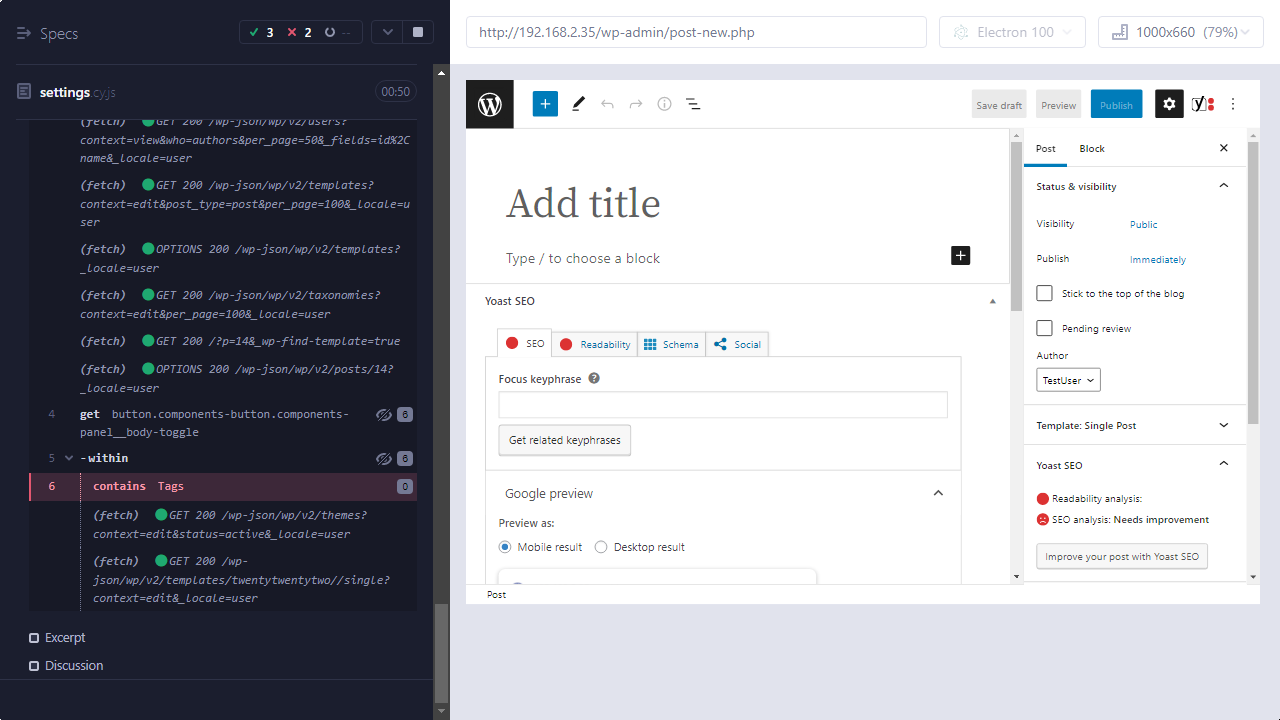 Specs
3
2
--
settings.cy.js
00:50
(fetch) GET 200 /wp-json/wp/v2/users?
context=view&who=authors&per_page=50&_fields=id%2C
name&_locale=user
(fetch) GET 200 /wp-json/wp/v2/templates?
context=edit&post_type=post&per_page=100&_locale=u
ser
(fetch) OPTIONS 200 /wp-json/wp/v2/templates?
_locale=user
(fetch) GET 200 /wp-json/wp/v2/taxonomies?
context=edit&per_page=100&_locale=user
(fetch) GET 200 /?p=14&_wp-find-template=true
(fetch) OPTIONS 200 /wp-json/wp/v2/posts/14?
_locale=user
4 get button.components-button.components-
panel__body-toggle
6
5 -within 6
6 contains Tags 0
(fetch) GET 200 /wp-json/wp/v2/themes?
context=edit&status=active&_locale=user
(fetch) GET 200 /wp-
json/wp/v2/templates/twentytwentytwo//single?
context=edit&_locale=user
Excerpt
Discussion
http://192.168.2.35/wp-admin/post-new.php
Electron 100
1000x660 (79%)
Save draft
Preview
Publish
Add title
Type / to choose a block
Yoast SEO
SEO
Readability
Schema
Social
Focus keyphrase
Get related keyphrases
Google preview
Preview as:
Mobile result
Desktop result
Post
Post
Block
Status & visibility
Visibility Public
Publish Immediately
Stick to the top of the blog
Pending review
Author
TestUser
Template: Single Post
Yoast SEO
Readability analysis:
SEO analysis: Needs improvement
Improve your post with Yoast SEO